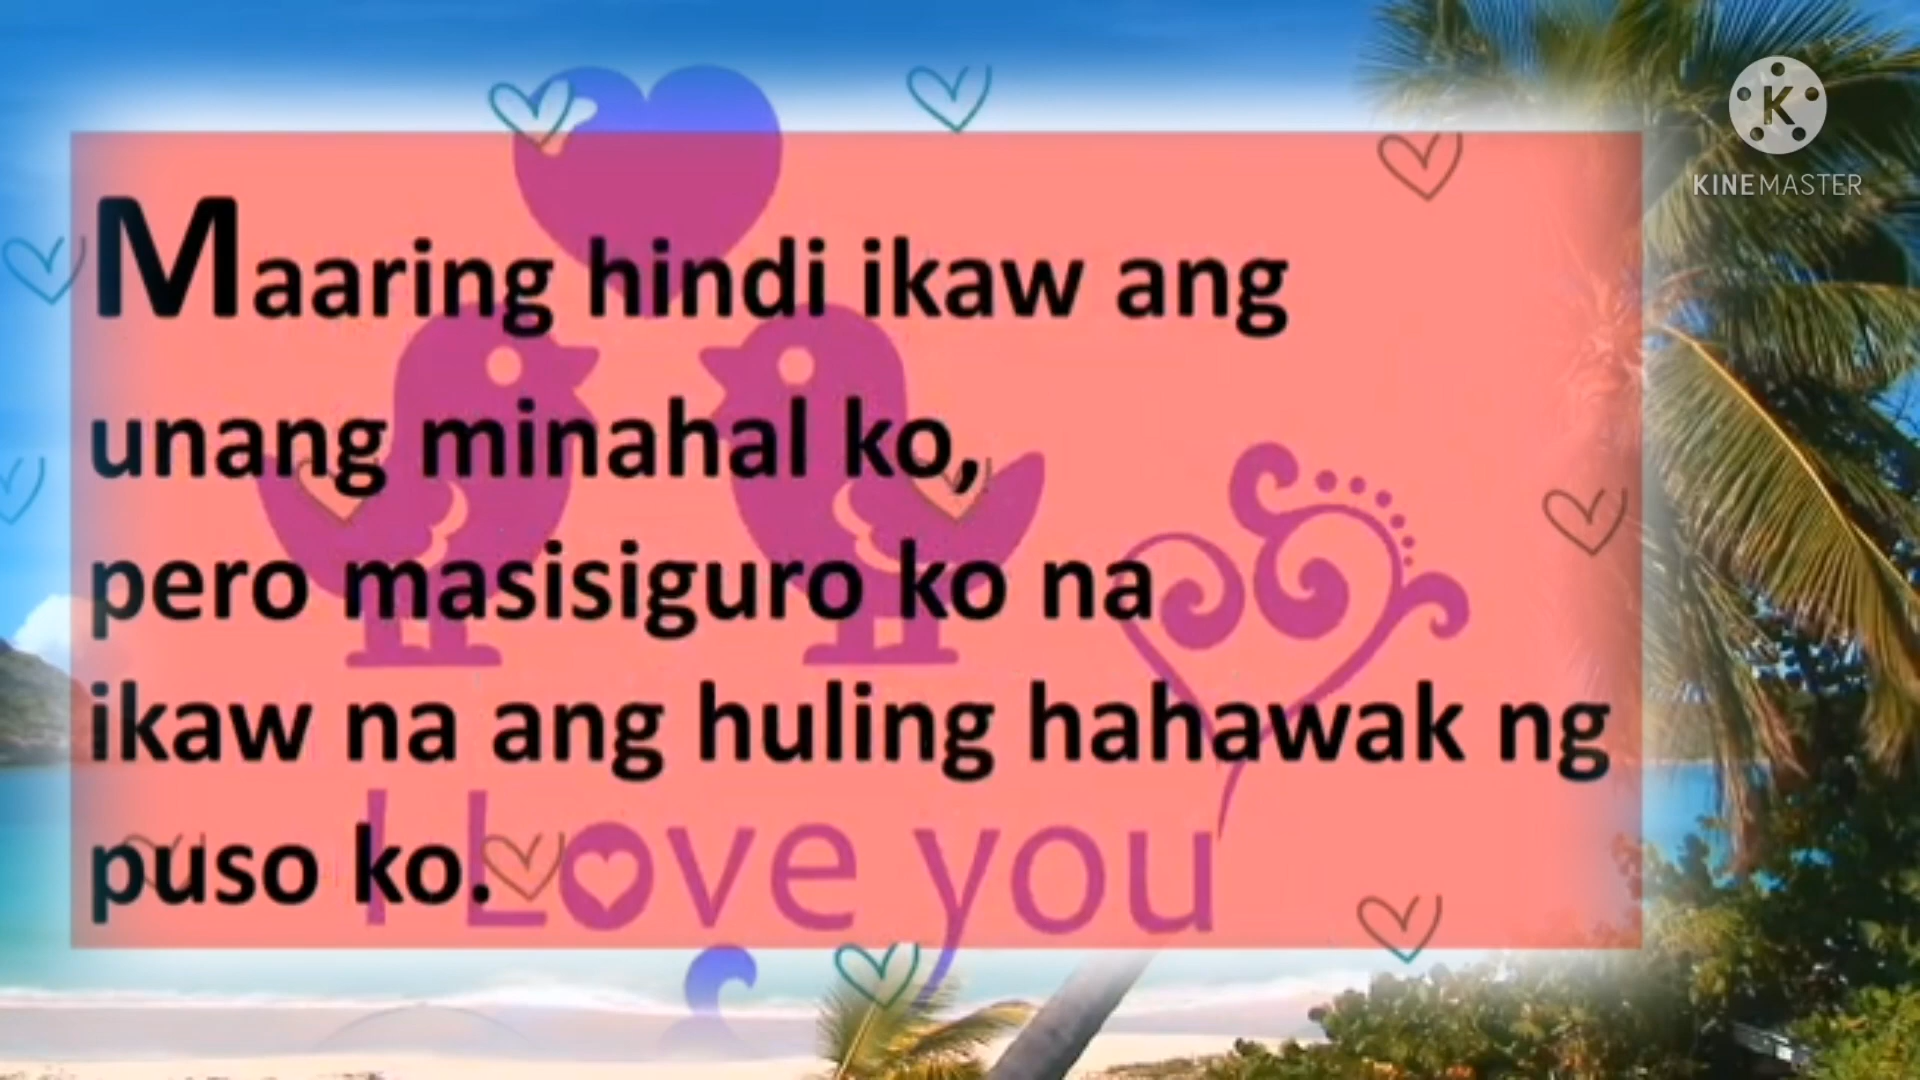 Maaring hindi ikaw ang
unang minahal ko,
pero masisiguro ko na
ikaw na ang huling hahawak ng
puso ko.
I Love you
K
KINEMASTER